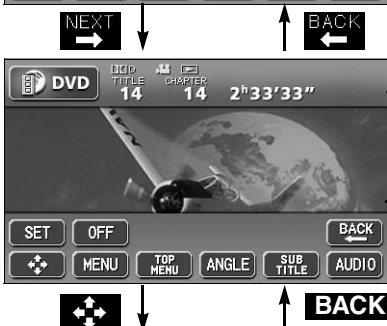 NEXT BACK
DVD
TITLE CHAPTER
14 14 2h33'33"
SET OFF BACK
MENU TOP MENU ANGLE SUB TITLE AUDIO
BACK